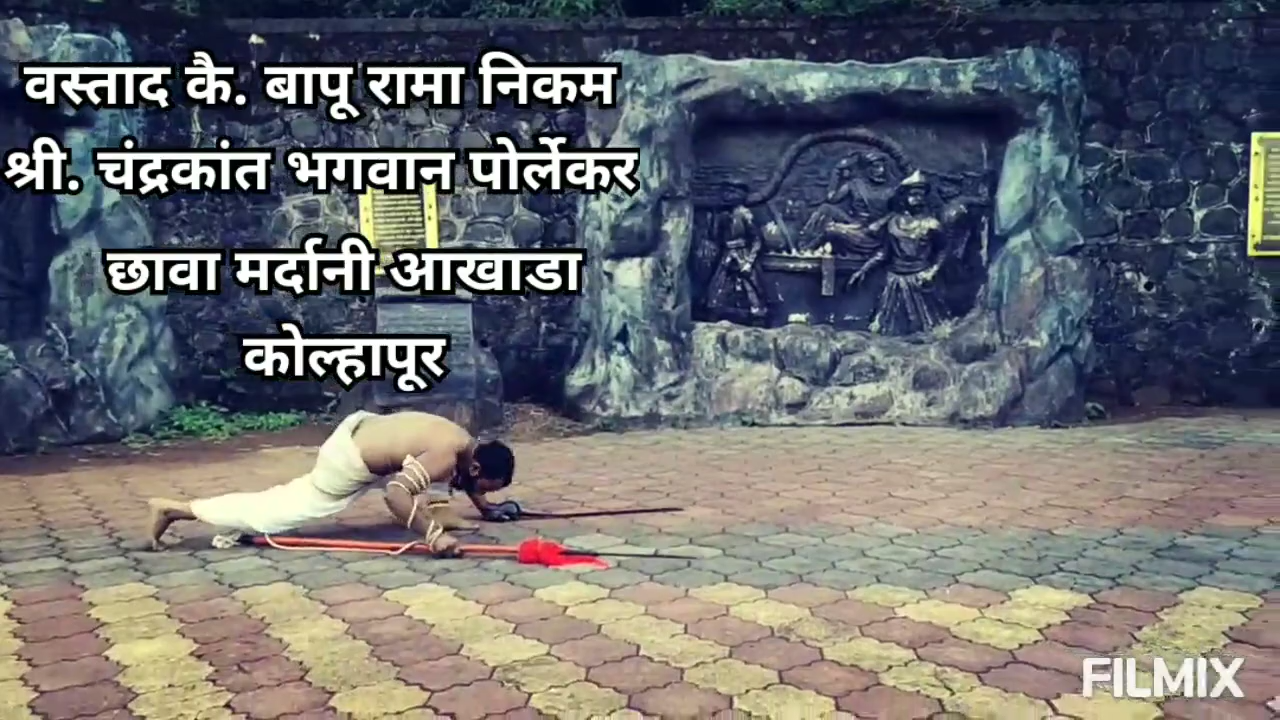 वस्ताद कै. बापू रामा निकम
श्री. चंद्रकांत भगवान पोर्लेकर
छावा मर्दानी आखाडा
कोल्हापूर
FILMIX